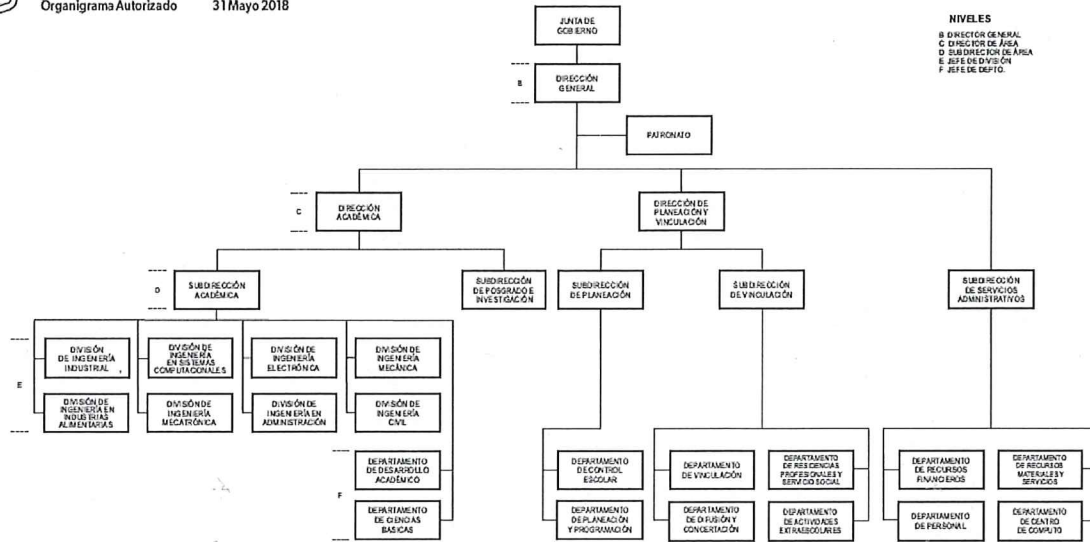 Organigrama Autorizado 31 Mayo 2018
NIVELES
B DIRECTOR GENERAL
C DIRECTOR DE ÁREA
D SUBDIRECTOR DE ÁREA
E JEFE DE DIVISIÓN
F JEFE DE DEPTO.
JUNTA DE
GOBIERNO
B
DIRECCIÓN
GENERAL
PATRONATO
C
DIRECCIÓN
ACADÉMICA
DIRECCIÓN DE
PLANEACIÓN Y
VINCULACIÓN
D
SUBDIRECCIÓN
ACADÉMICA
SUBDIRECCIÓN
DE POSGRADO E
INVESTIGACIÓN
SUBDIRECCIÓN
DE PLANEACIÓN
SUBDIRECCIÓN
DE VINCULACIÓN
SUBDIRECCIÓN
DE SERVICIOS
ADMINISTRATIVOS
E
DIVISIÓN
DE INGENIERÍA
INDUSTRIAL
DIVISIÓN DE
INGENIERÍA
EN SISTEMAS
COMPUTACIONALES
DIVISIÓN DE
INGENIERÍA
ELECTRÓNICA
DIVISIÓN DE
INGENIERÍA
MECÁNICA
DIVISIÓN DE
INGENIERÍA EN
INDUSTRIAS
ALIMENTARIAS
DIVISIÓN DE
INGENIERÍA
MECATRÓNICA
DIVISIÓN DE
INGENIERÍA EN
ADMINISTRACIÓN
DIVISIÓN DE
INGENIERÍA
CIVIL
F
DEPARTAMENTO
DE DESARROLLO
ACADÉMICO
DEPARTAMENTO
DE CONTROL
ESCOLAR
DEPARTAMENTO
DE VINCULACIÓN
DEPARTAMENTO
DE RESIDENCIAS
PROFESIONALES Y
SERVICIO SOCIAL
DEPARTAMENTO
DE RECURSOS
FINANCIEROS
DEPARTAMENTO
DE RECURSOS
MATERIALES Y
SERVICIOS
DEPARTAMENTO
DE CIENCIAS
BASICAS
DEPARTAMENTO
DE PLANEACIÓN
Y PROGRAMACIÓN
DEPARTAMENTO
DE DIFUSIÓN Y
CONCERTACIÓN
DEPARTAMENTO
DE ACTIVIDADES
EXTRAESCOLARES
DEPARTAMENTO
DE PERSONAL
DEPARTAMENTO
DE CENTRO
DE COMPUTO